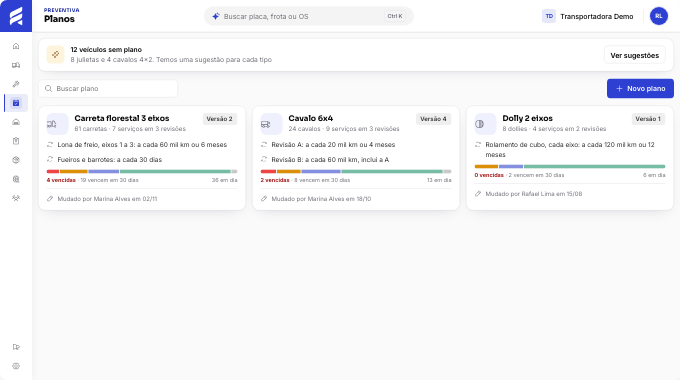 PREVENTIVA
Planos
Buscar placa, frota ou OS
Ctrl K
TD
Transportadora Demo
RL
12 veículos sem plano
8 julietas e 4 cavalos 4×2. Temos uma sugestão para cada tipo
Ver sugestões
Buscar plano
Novo plano
Carreta florestal 3 eixos
Versão 2
61 carretas · 7 serviços em 3 revisões
Lona de freio, eixos 1 a 3: a cada 60 mil km ou 6 meses
Fueiros e barrotes: a cada 30 dias
4 vencidas · 19 vencem em 30 dias
36 em dia
Mudado por Marina Alves em 02/11
Cavalo 6x4
Versão 4
24 cavalos · 9 serviços em 3 revisões
Revisão A: a cada 20 mil km ou 4 meses
Revisão B: a cada 60 mil km, inclui a A
2 vencidas · 8 vencem em 30 dias
13 em dia
Mudado por Marina Alves em 18/10
Dolly 2 eixos
Versão 1
8 dollies · 4 serviços em 2 revisões
Rolamento de cubo, cada eixo: a cada 120 mil km ou 12
meses
0 vencidas · 2 vencem em 30 dias
6 em dia
Mudado por Rafael Lima em 15/08